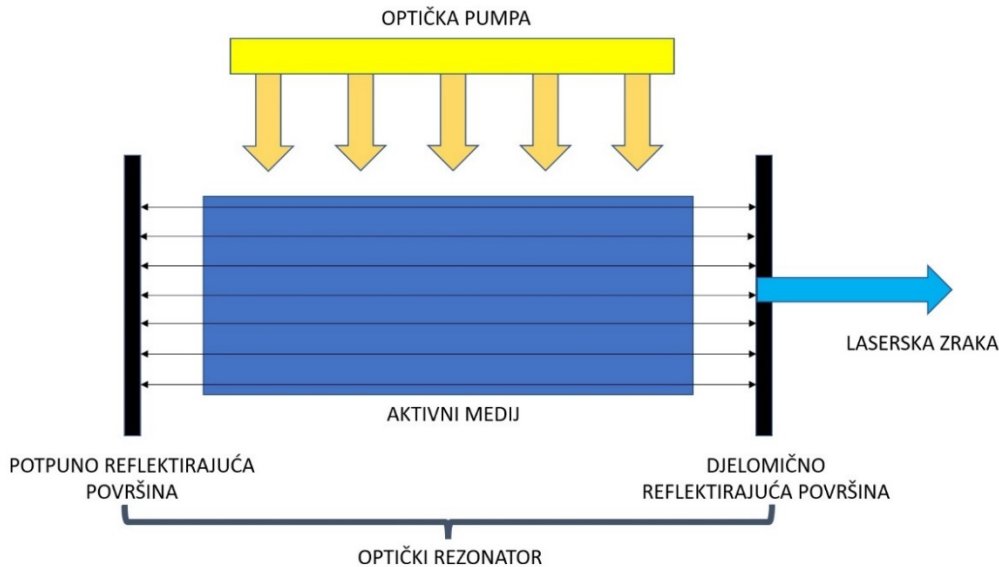 OPTIČKA PUMPA
LASERSKA ZRAKA
AKTIVNI MEDIJ
POTPUNO REFLEKTIRAJUĆA
POVRŠINA
DJELOMIČNO
REFLEKTIRAJUĆA POVRŠINA
OPTIČKI REZONATOR